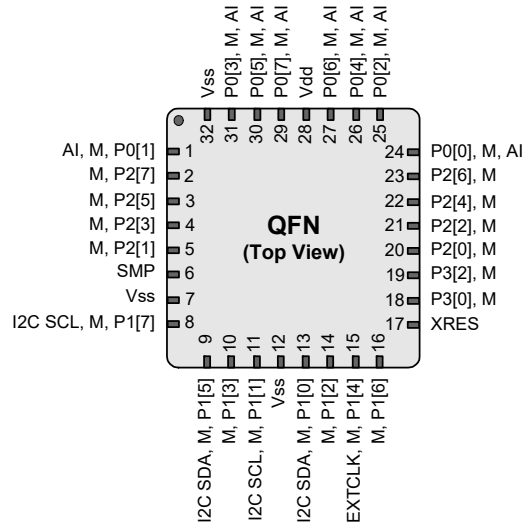 Vss
P0[3], M, AI
P0[5], M, AI
P0[7], M, AI
Vdd
P0[6], M, AI
P0[4], M, AI
P0[2], M, AI
32
31
30
29
28
27
26
25
AI, M, P0[1] 1
M, P2[7] 2
M, P2[5] 3
M, P2[3] 4
M, P2[1] 5
SMP 6
Vss 7
I2C SCL, M, P1[7] 8
QFN
(Top View)
24 P0[0], M, AI
23 P2[6], M
22 P2[4], M
21 P2[2], M
20 P2[0], M
19 P3[2], M
18 P3[0], M
17 XRES
9
10
11
12
13
14
15
16
I2C SDA, M, P1[5]
M, P1[3]
I2C SCL, M, P1[1]
Vss
I2C SDA, M, P1[0]
M, P1[2]
EXTCLK, M, P1[4]
M, P1[6]